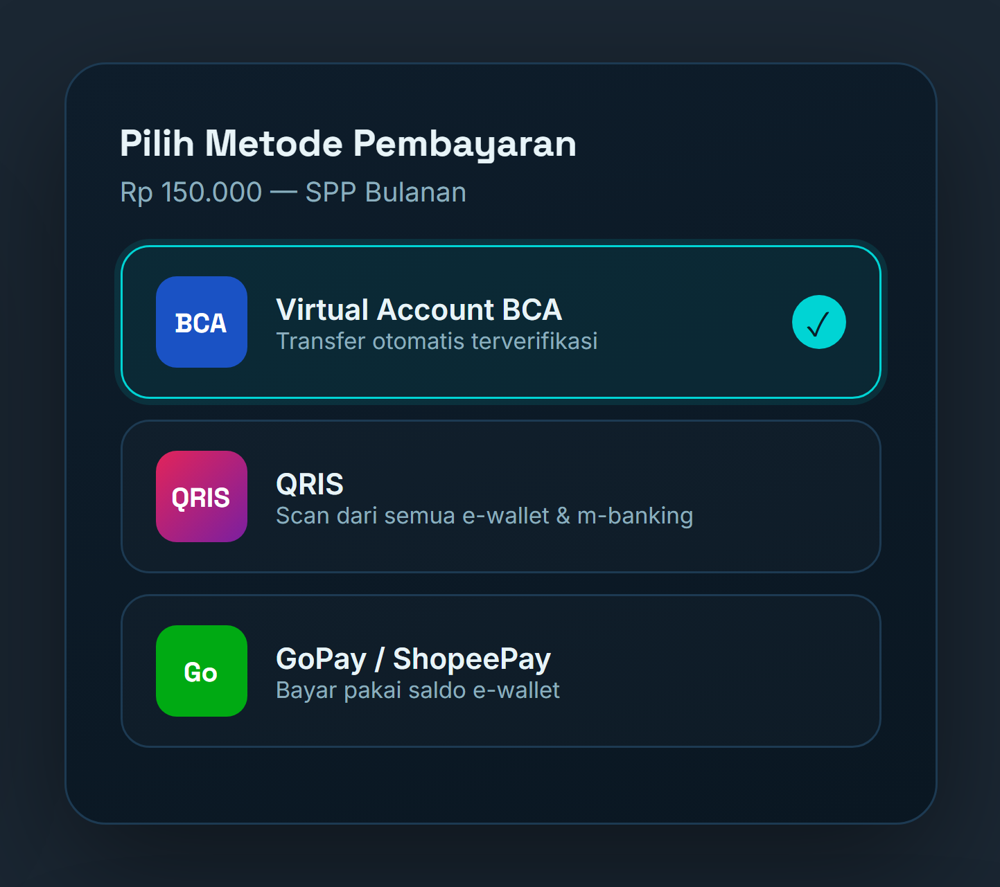 Pilih Metode Pembayaran
Rp 150.000 — SPP Bulanan
BCA
Virtual Account BCA
Transfer otomatis terverifikasi
✓
QRIS
QRIS
Scan dari semua e-wallet & m-banking
Go
GoPay / ShopeePay
Bayar pakai saldo e-wallet